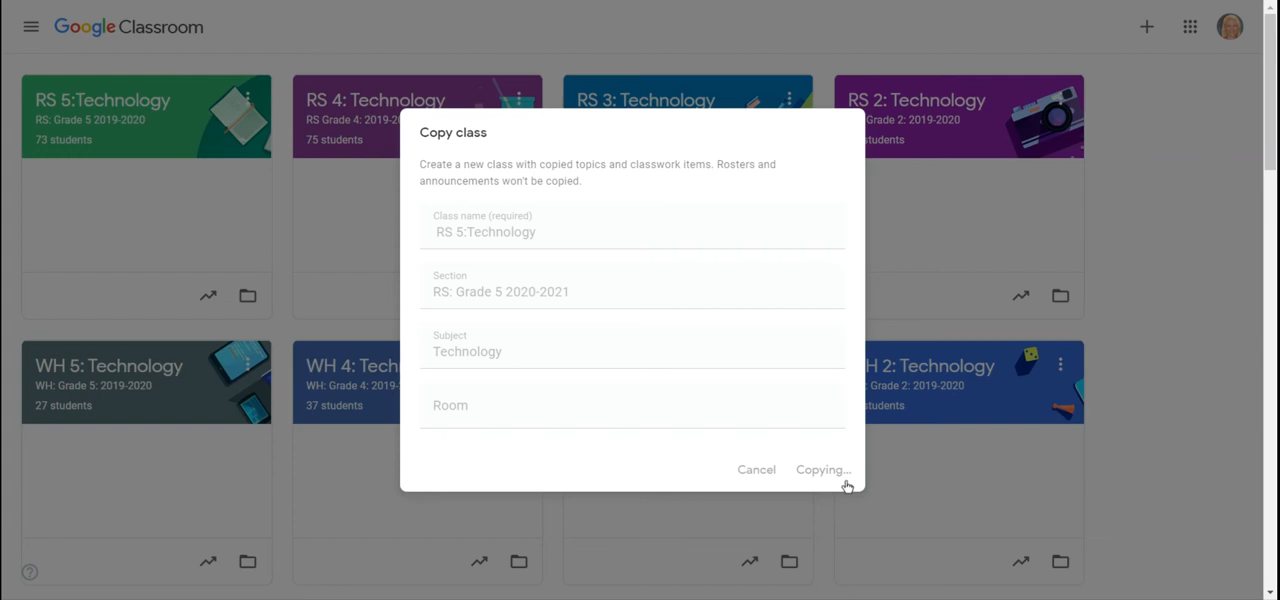 Google Classroom
RS 5:Technology
RS: Grade 5 2019-2020
73 students
RS 4: Technology
RS Grade 4: 2019-2020
75 students
RS 3: Technology
RS 2: Technology
Grade 2: 2019-2020
udents
Copy class
Create a new class with copied topics and classwork items. Rosters and
announcements won't be copied.
Class name (required)
RS 5:Technology
Section
RS: Grade 5 2020-2021
Subject
Technology
Room
Cancel
Copying...
WH 5: Technology
WH: Grade 5: 2019-2020
27 students
WH 4: Tech
WH: Grade 4: 2019-
37 students
H 2: Technology
: Grade 2: 2019-2020
udents